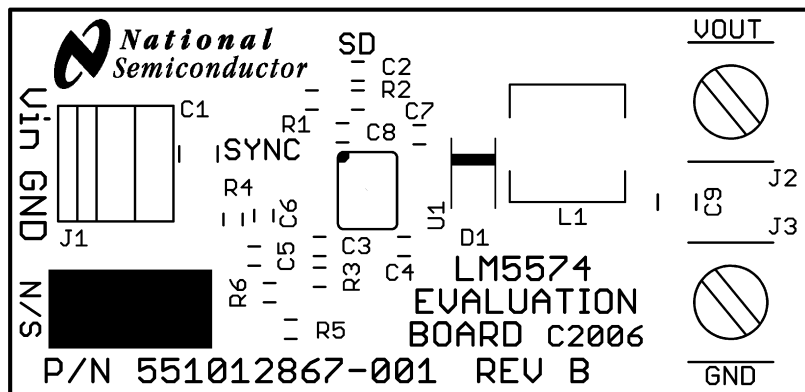 National
Semiconductor
SD
VOUT
C2
R2
Vin GND
C1
R1
C7
C8
SYNC
R4
C6
U1
L1
C9
J2
J3
J1
D1
C5
C3
C4
R3
R6
R5
LM5574
EVALUATION
BOARD C2006
N/S
P/N 551012867-001 REV B
GND